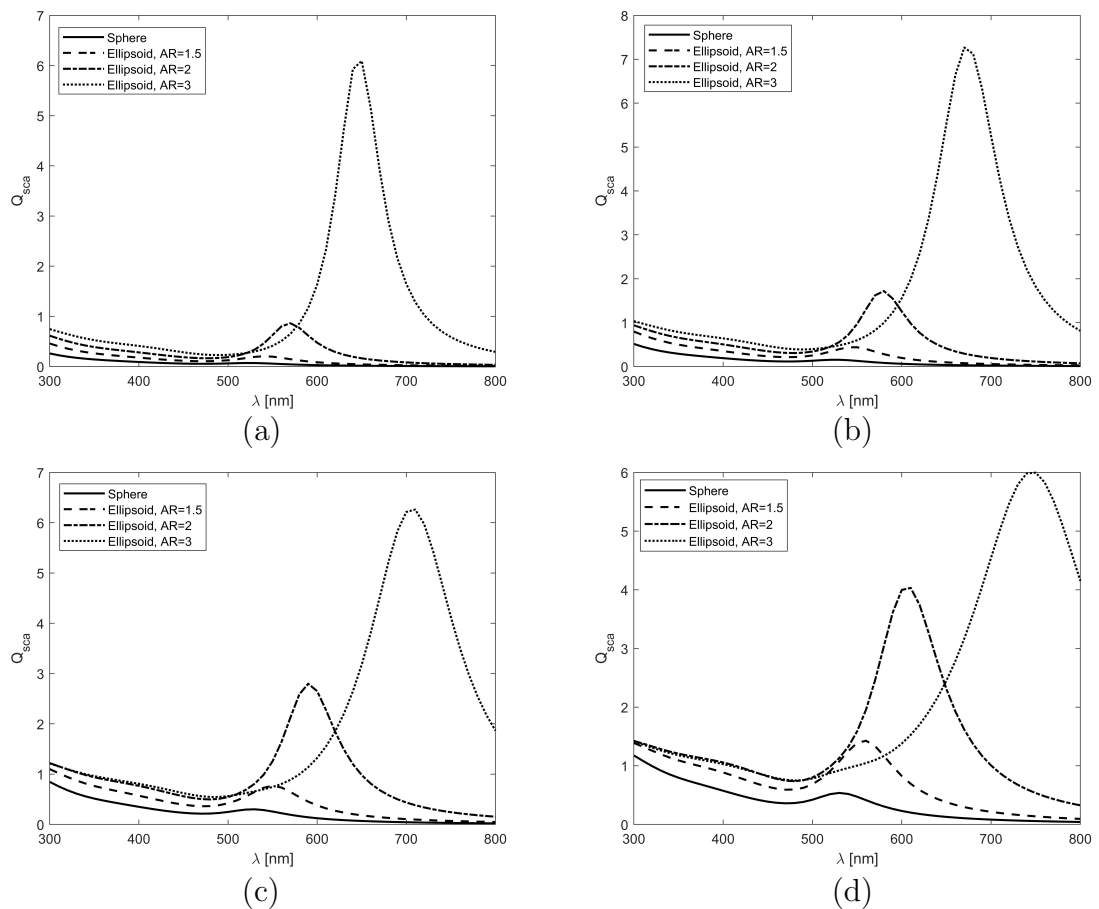 7
6
5
4
3
2
1
0
Q_sca
Sphere
Ellipsoid, AR=1.5
Ellipsoid, AR=2
Ellipsoid, AR=3
300 400 500 600 700 800
λ [nm]
(a)
8
7
6
5
4
3
2
1
0
Q_sca
Sphere
Ellipsoid, AR=1.5
Ellipsoid, AR=2
Ellipsoid, AR=3
300 400 500 600 700 800
λ [nm]
(b)
7
6
5
4
3
2
1
0
Q_sca
Sphere
Ellipsoid, AR=1.5
Ellipsoid, AR=2
Ellipsoid, AR=3
300 400 500 600 700 800
λ [nm]
(c)
6
5
4
3
2
1
0
Q_sca
Sphere
Ellipsoid, AR=1.5
Ellipsoid, AR=2
Ellipsoid, AR=3
300 400 500 600 700 800
λ [nm]
(d)